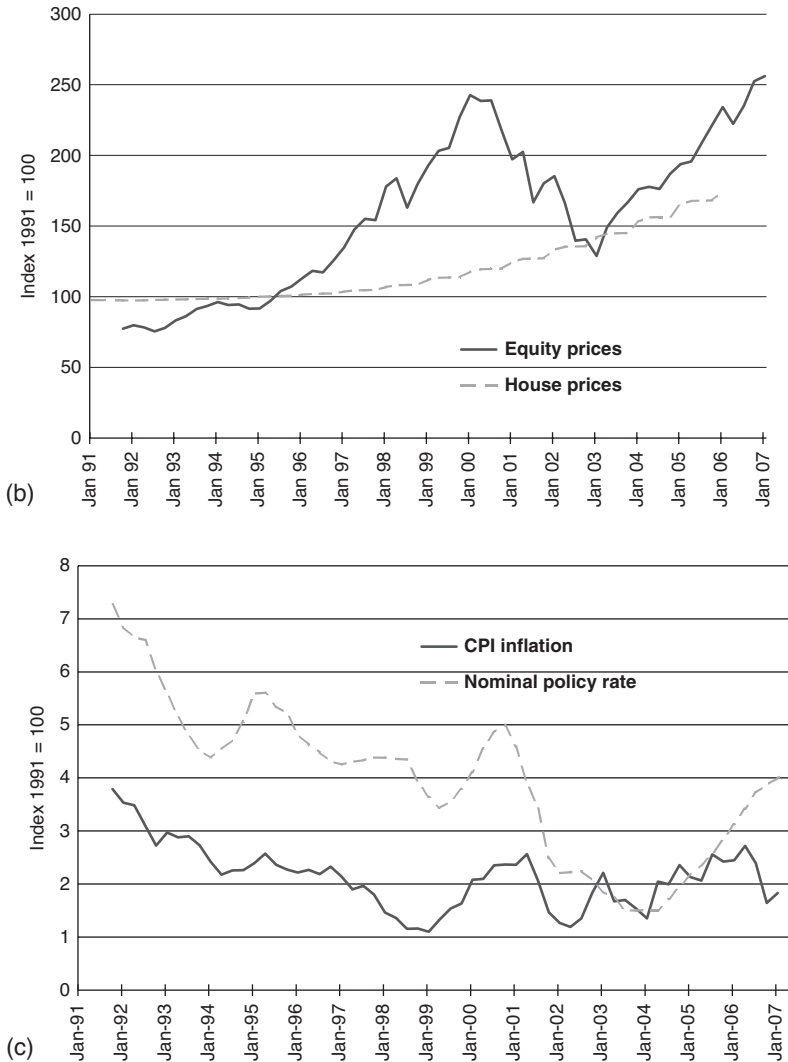 300
250
200
150
100
50
0
Index 1991 = 100
Equity prices
House prices
Jan 91
Jan 92
Jan 93
Jan 94
Jan 95
Jan 96
Jan 97
Jan 98
Jan 99
Jan 00
Jan 01
Jan 02
Jan 03
Jan 04
Jan 05
Jan 06
Jan 07
(b)
8
7
6
5
4
3
2
1
0
Index 1991 = 100
CPI inflation
Nominal policy rate
Jan-91
Jan-92
Jan-93
Jan-94
Jan-95
Jan-96
Jan-97
Jan-98
Jan-99
Jan-00
Jan-01
Jan-02
Jan-03
Jan-04
Jan-05
Jan-06
Jan-07
(c)